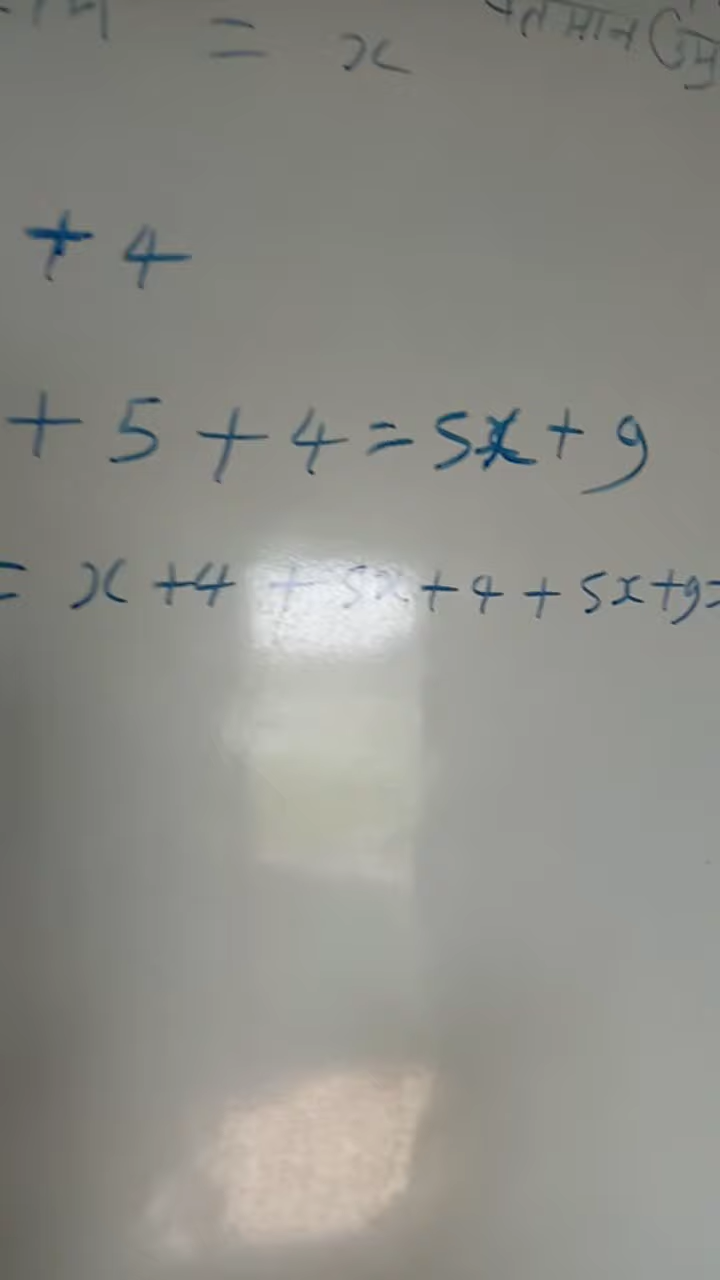 = x वर्तमान
+ 4
+ 5 + 4 = 5x + 9
= x + 4 + 5x + 4 + 5x + 9 =